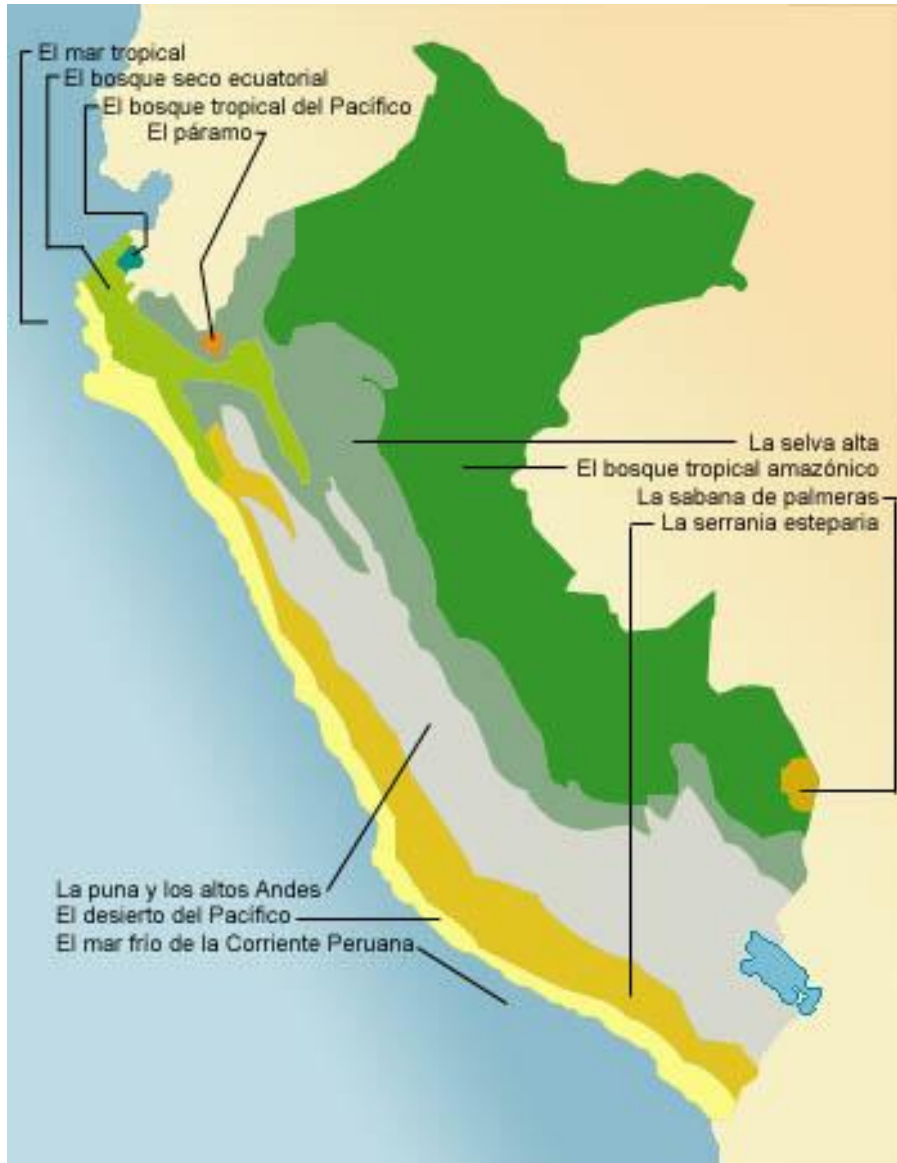 El mar tropical
El bosque seco ecuatorial
El bosque tropical del Pacífico
El páramo
La selva alta
El bosque tropical amazónico
La sabana de palmeras
La serrania esteparia
La puna y los altos Andes
El desierto del Pacífico
El mar frío de la Corriente Peruana